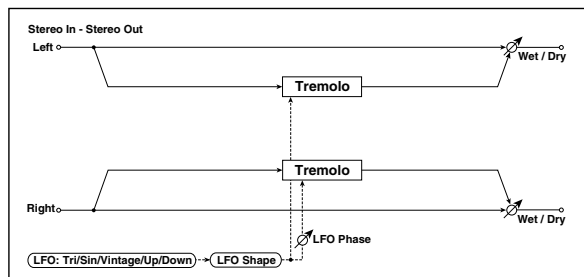 Stereo In - Stereo Out
Left
Wet / Dry
Tremolo
Tremolo
Right
Wet / Dry
LFO Phase
LFO: Tri/Sin/Vintage/Up/Down
LFO Shape